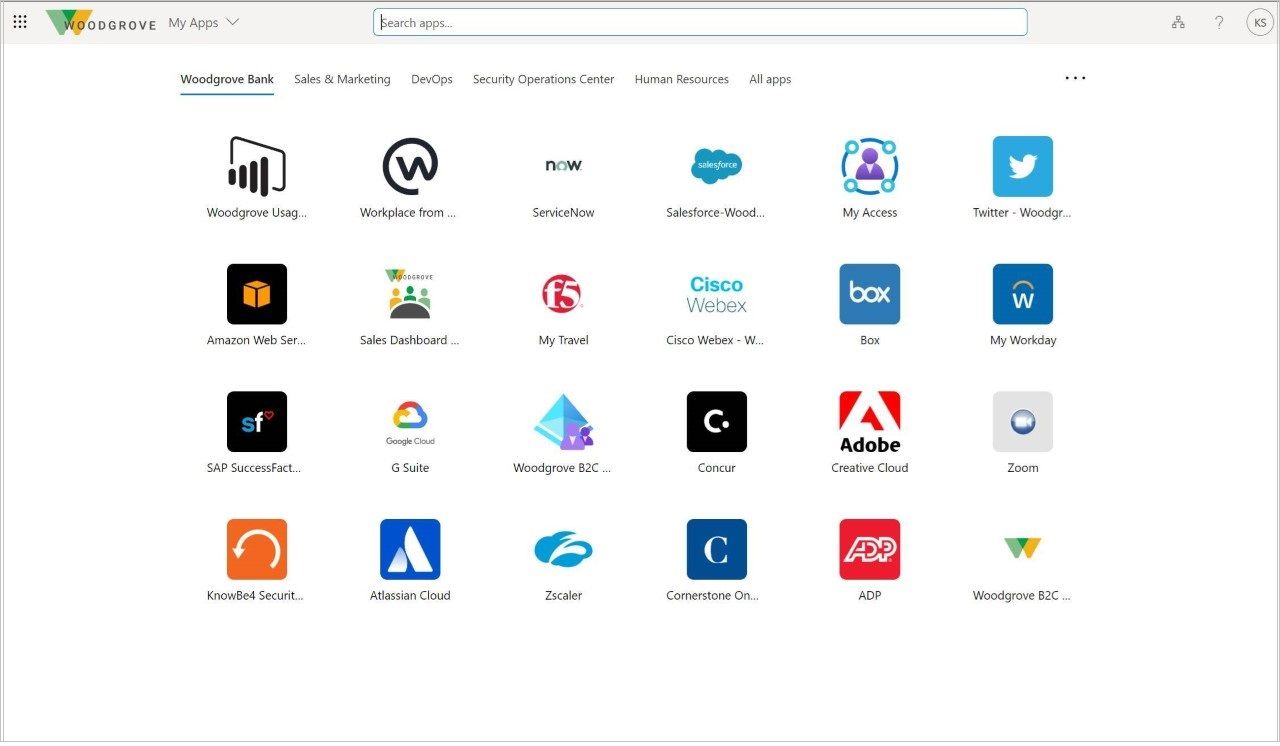 WOODGROVE My Apps Search apps... ? KS
Woodgrove Bank Sales & Marketing DevOps Security Operations Center Human Resources All apps ...
now salesforce
Woodgrove Usag... Workplace from ... ServiceNow Salesforce-Wood... My Access Twitter - Woodgr...
WOODGROVE f5 Cisco Webex box W
Amazon Web Ser... Sales Dashboard ... My Travel Cisco Webex - W... Box My Workday
sf Google Cloud C. Adobe
SAP SuccessFact... G Suite Woodgrove B2C ... Concur Creative Cloud Zoom
C ADP
KnowBe4 Securit... Atlassian Cloud Zscaler Cornerstone On... ADP Woodgrove B2C ...